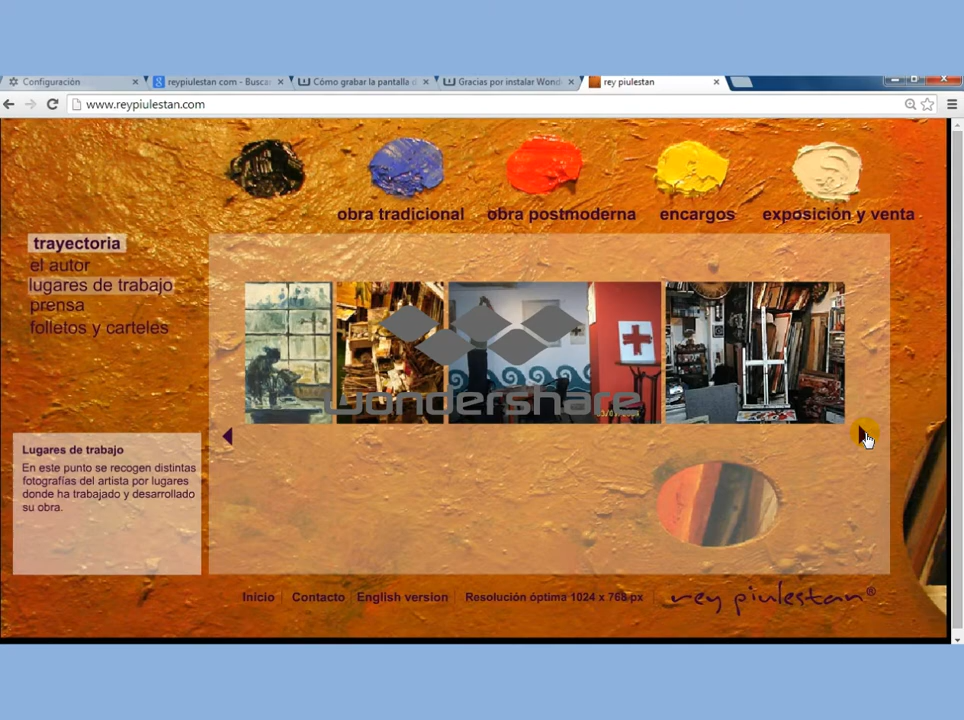 Configuración
reypiulestan com - Busca
Cómo grabar la pantalla d
Gracias por instalar Wond
rey piulestan
www.reypiulestan.com
obra tradicional
obra postmoderna
encargos
exposición y venta
trayectoria
el autor
lugares de trabajo
prensa
folletos y carteles
wondershare
Lugares de trabajo
En este punto se recogen distintas
fotografías del artista por lugares
donde ha trabajado y desarrollado
su obra.
Inicio
Contacto
English version
Resolución óptima 1024 x 768 px
rey piulestan®